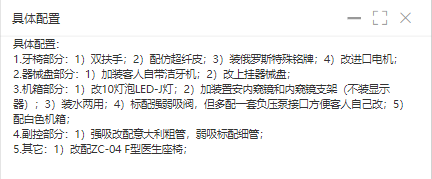 具体配置
具体配置：
1.牙椅部分：1）双扶手；2）配仿超纤皮；3）装俄罗斯特殊铭牌；4）改进口电机；
2.器械盘部分：1）加装客人自带洁牙机；2）改上挂器械盘；
3.机箱部分：1）改10灯泡LED-J灯；2）加装置安内窥镜和内窥镜支架（不装显示
器）；3）装水两用；4）标配强弱吸阀，但多配一套负压泵接口方便客人自己改；5）
配白色机箱；
4.副控部分：1）强吸改配意大利粗管，弱吸标配细管；
5.其它：1）改配ZC-04 F型医生座椅；